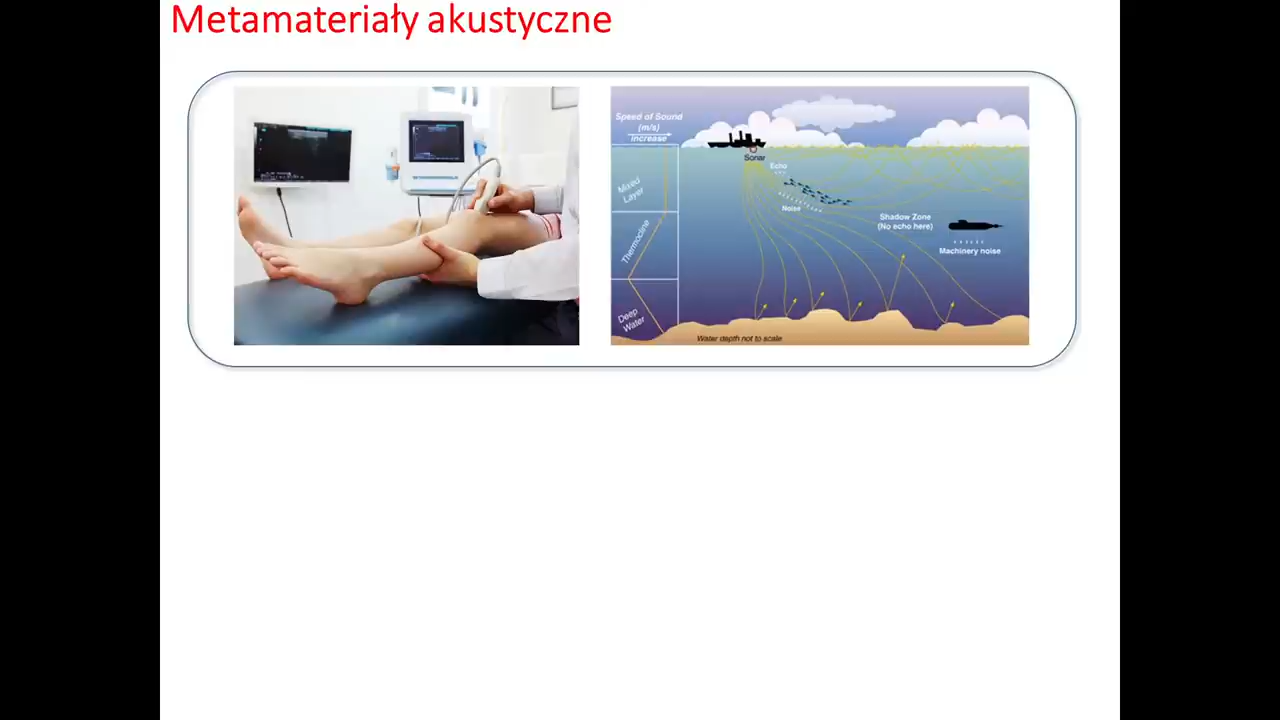 Metamateriały akustyczne
Speed of Sound
(m/s)
increase
Sonar
Echo
Mixed
Layer
Noise
Shadow Zone
(No echo here)
Thermocline
Machinery noise
Deep
Water
Water depth not to scale